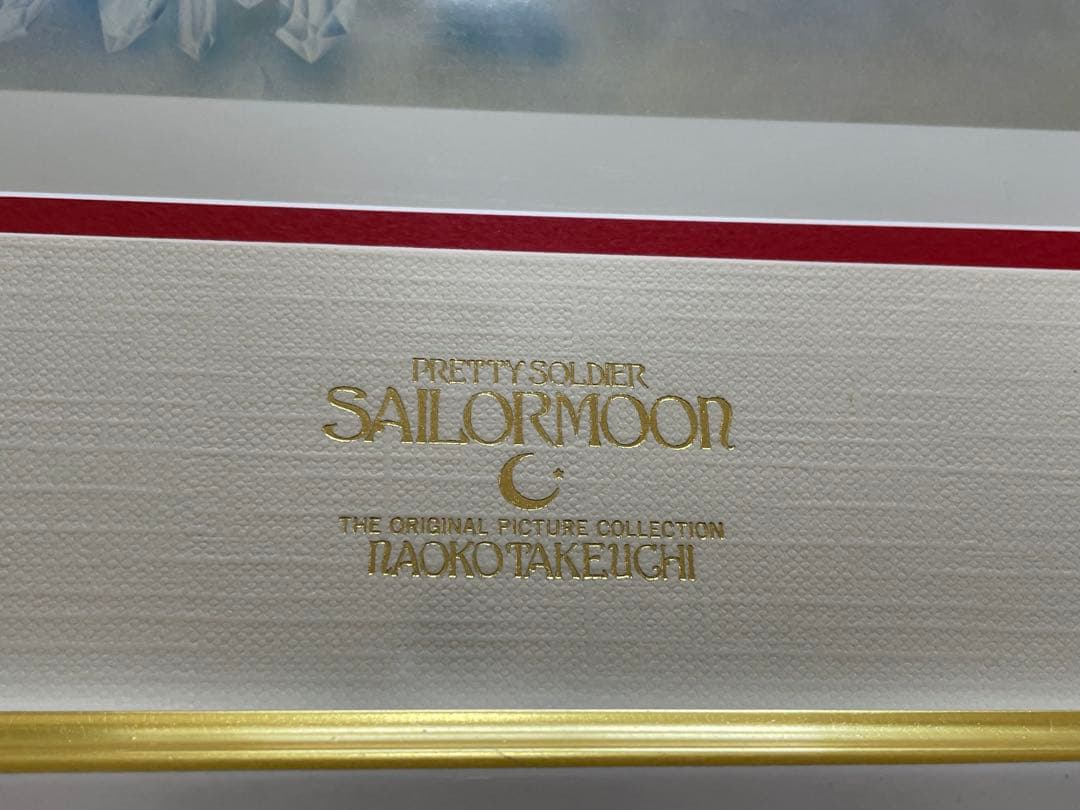 PRETTY SOLDIER
SAILORMOON
THE ORIGINAL PICTURE COLLECTION
NAOKO TAKEUCHI